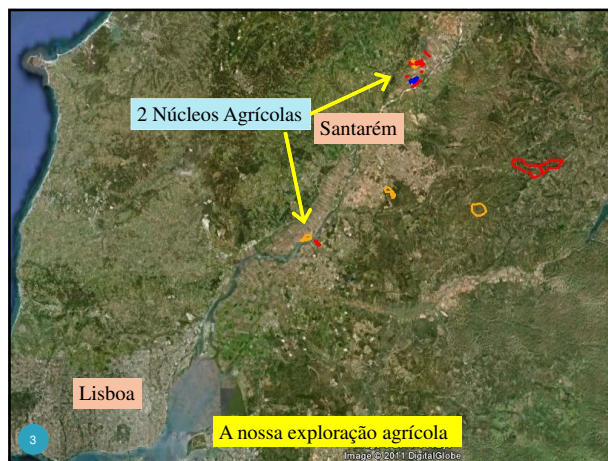 2 Núcleos Agrícolas
Santarém
Lisboa
A nossa exploração agrícola
3
Image © 2011 DigitalGlobe